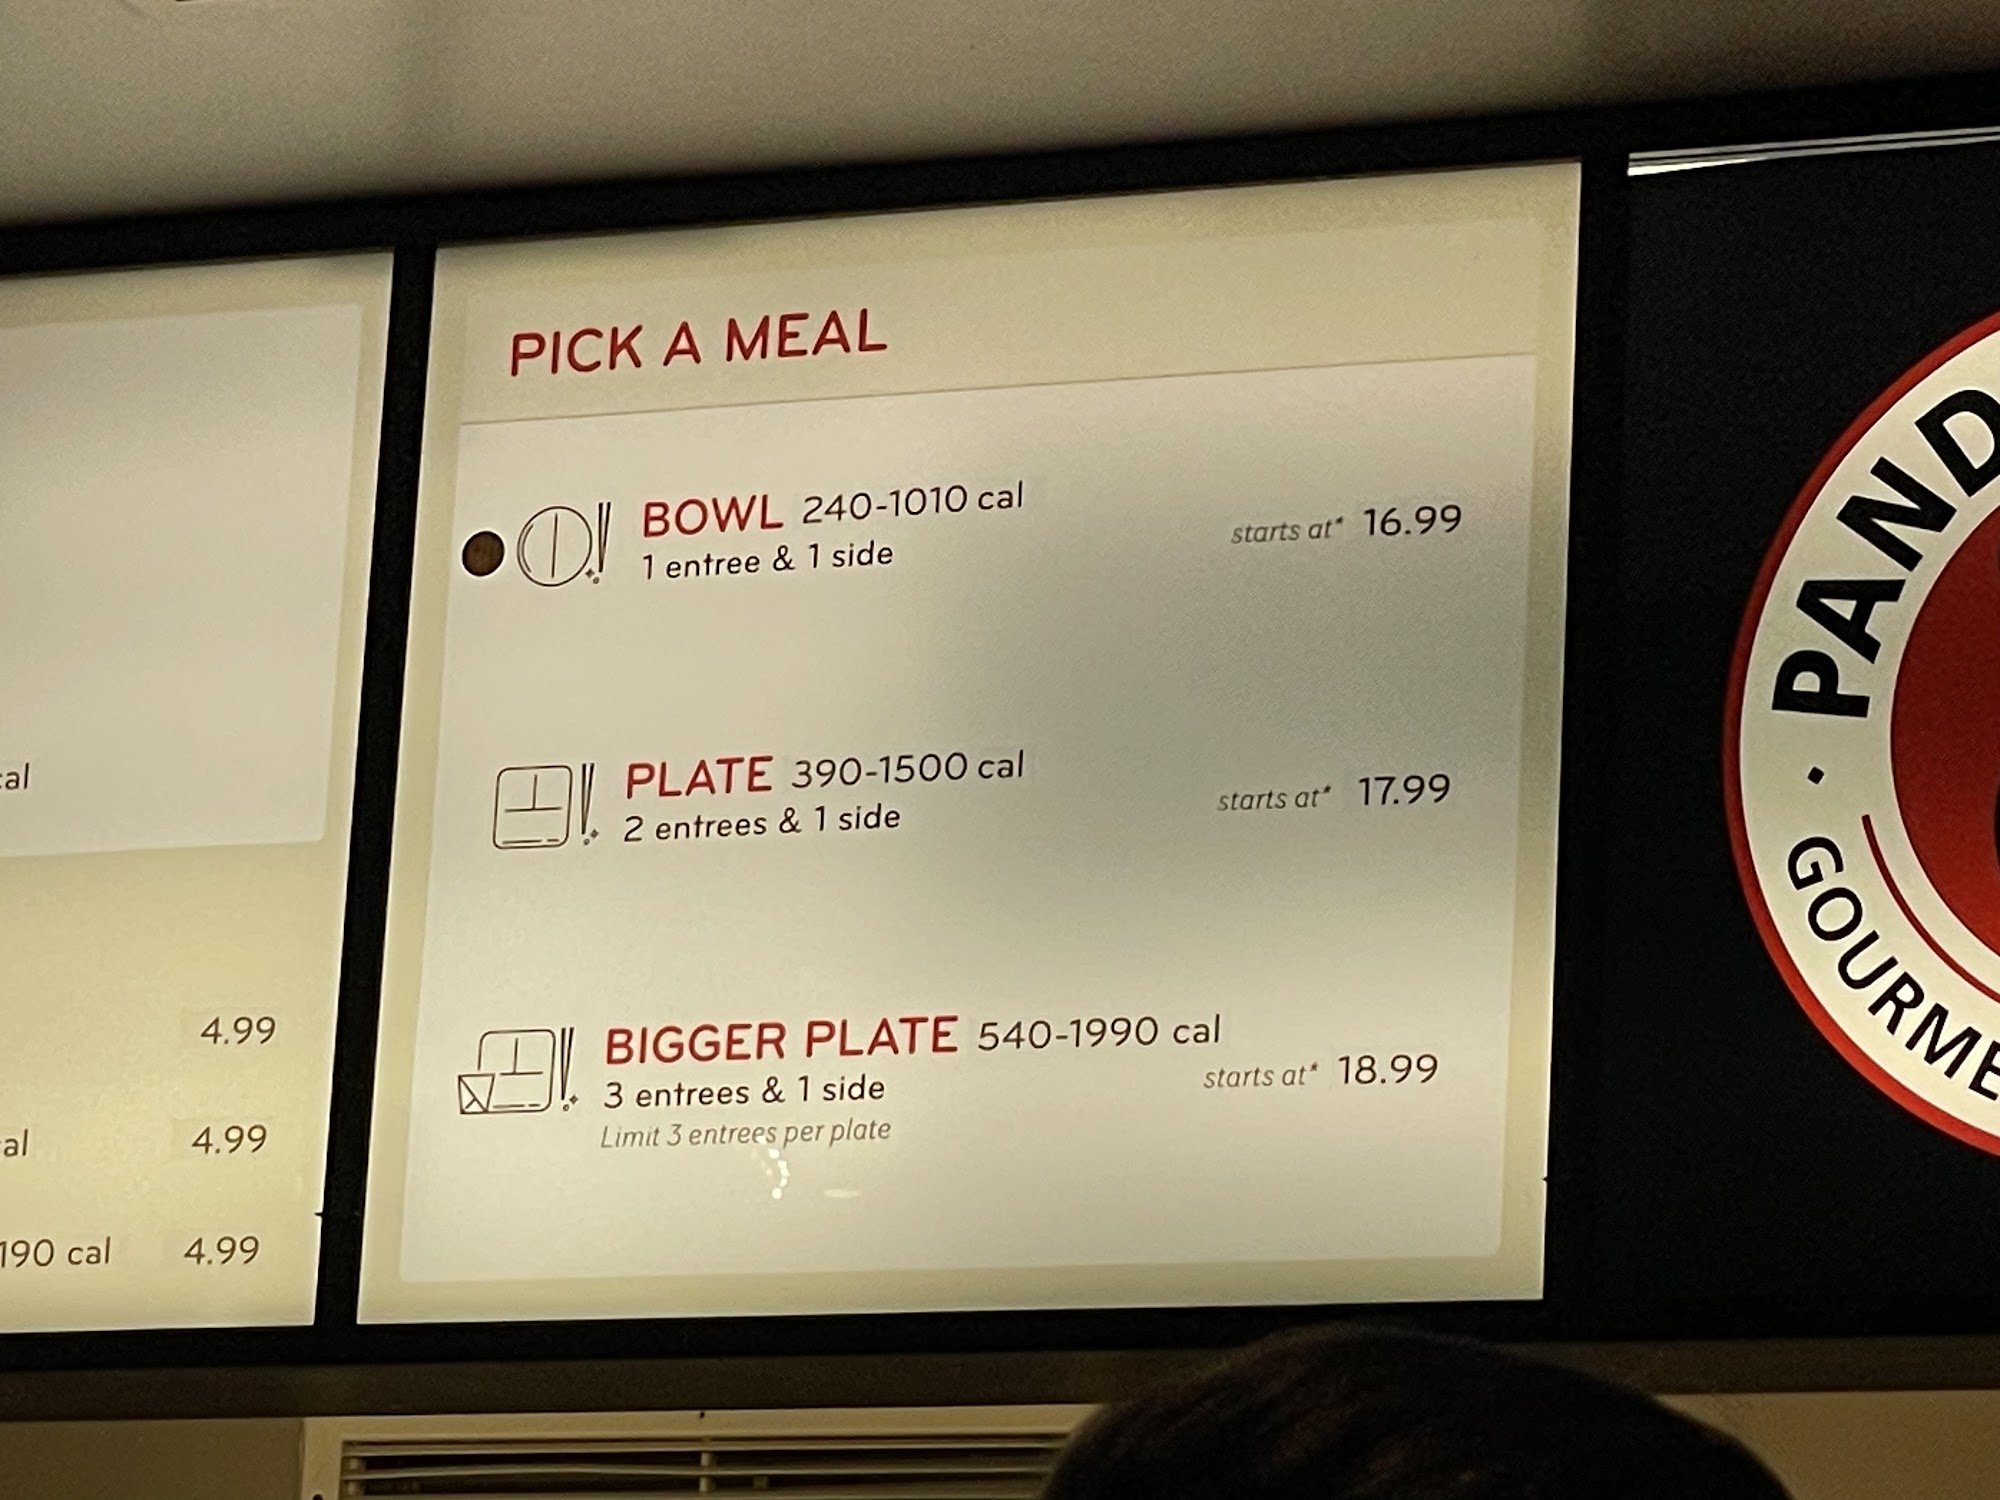 al
4.99
al
4.99
190 cal
4.99
PICK A MEAL
BOWL 240-1010 cal
1 entree & 1 side
starts at* 16.99
PLATE 390-1500 cal
2 entrees & 1 side
starts at* 17.99
BIGGER PLATE 540-1990 cal
3 entrees & 1 side
starts at* 18.99
Limit 3 entrees per plate
PAND
GOURME